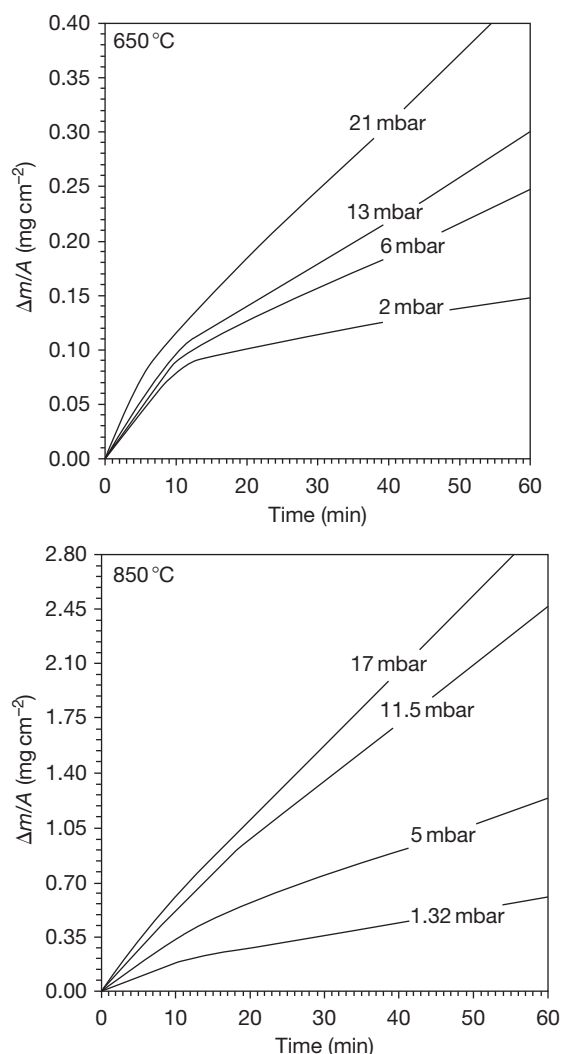 0.40
650 °C
0.35
21 mbar
0.30
0.25
13 mbar
Δm/A (mg cm⁻²)
0.20
6 mbar
0.15
2 mbar
0.10
0.05
0.00
0 10 20 30 40 50 60
Time (min)
2.80
850 °C
2.45
2.10
17 mbar
1.75
11.5 mbar
Δm/A (mg cm⁻²)
1.40
1.05
5 mbar
0.70
1.32 mbar
0.35
0.00
0 10 20 30 40 50 60
Time (min)